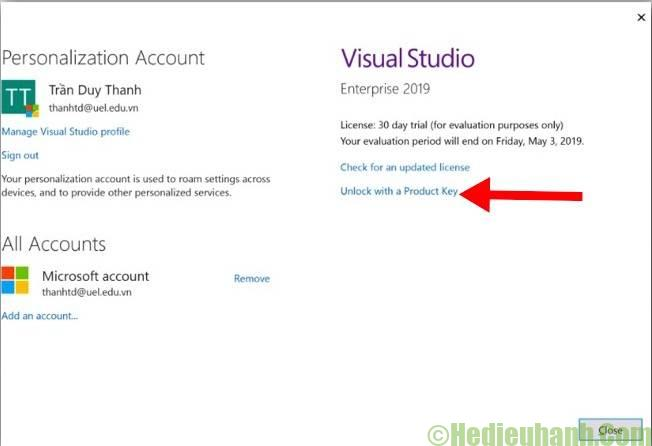 Personalization Account
TT
Trần Duy Thanh
thanhtd@uel.edu.vn
Manage Visual Studio profile
Sign out
Your personalization account is used to roam settings across
devices, and to provide other personalized services.
All Accounts
Microsoft account
thanhtd@uel.edu.vn
Remove
Add an account...
Visual Studio
Enterprise 2019
License: 30 day trial (for evaluation purposes only)
Your evaluation period will end on Friday, May 3, 2019.
Check for an updated license
Unlock with a Product Key
Close
©Hedieuhanh.Com